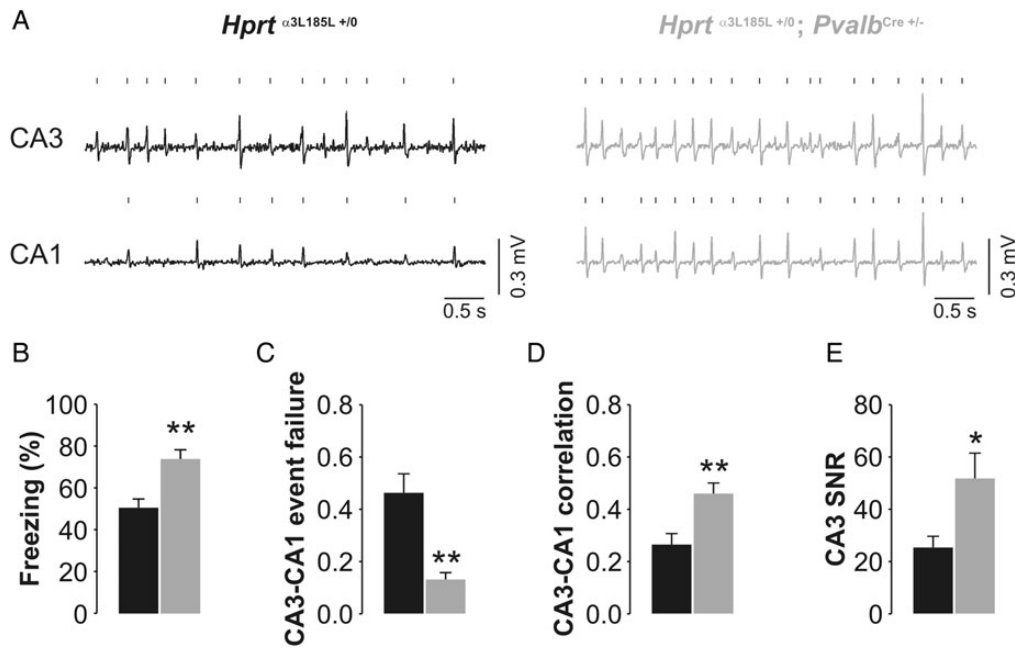 A
Hprt α3L185L +/0
Hprt α3L185L +/0; PvalbCre +/-
CA3
CA1
0.3 mV
0.5 s
0.3 mV
0.5 s
B
Freezing (%)
100
80
60
40
20
0
**
C
CA3-CA1 event failure
0.8
0.6
0.4
0.2
0.0
**
D
CA3-CA1 correlation
0.8
0.6
0.4
0.2
0.0
**
E
CA3 SNR
80
60
40
20
0
*